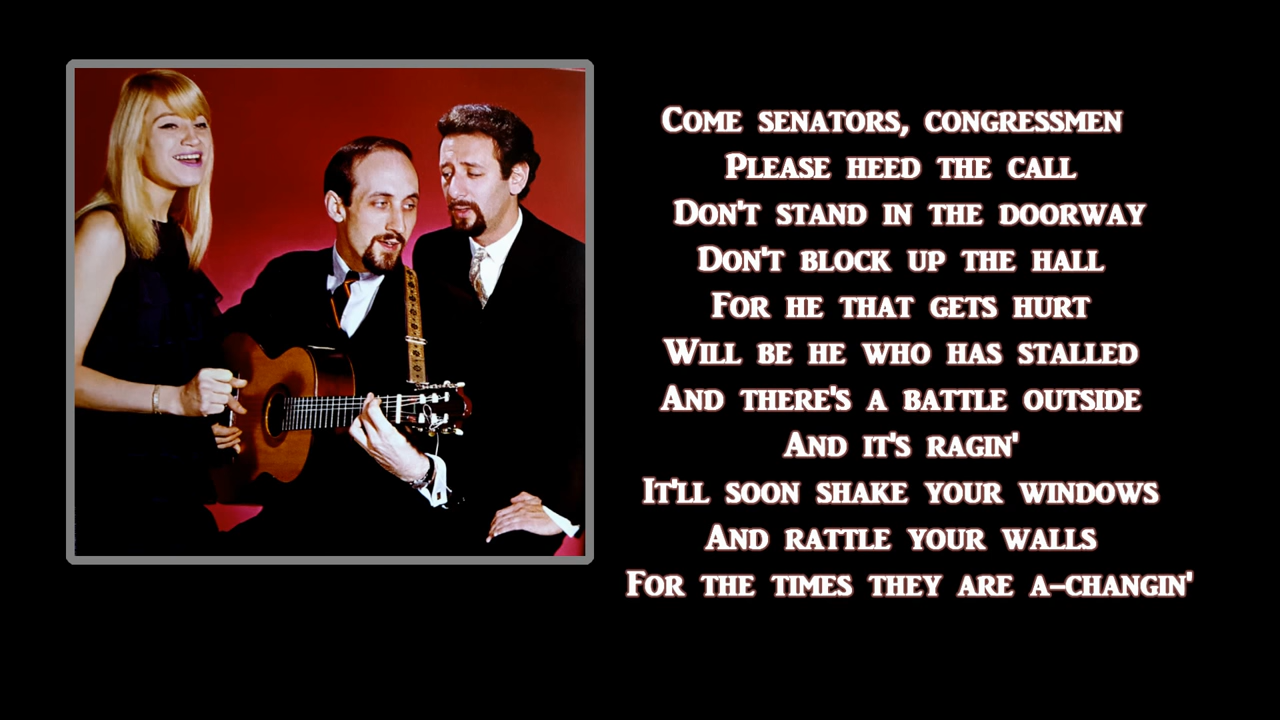 Come senators, congressmen
Please heed the call
Don't stand in the doorway
Don't block up the hall
For he that gets hurt
Will be he who has stalled
And there's a battle outside
And it's ragin'
It'll soon shake your windows
And rattle your walls
For the times they are a-changin'